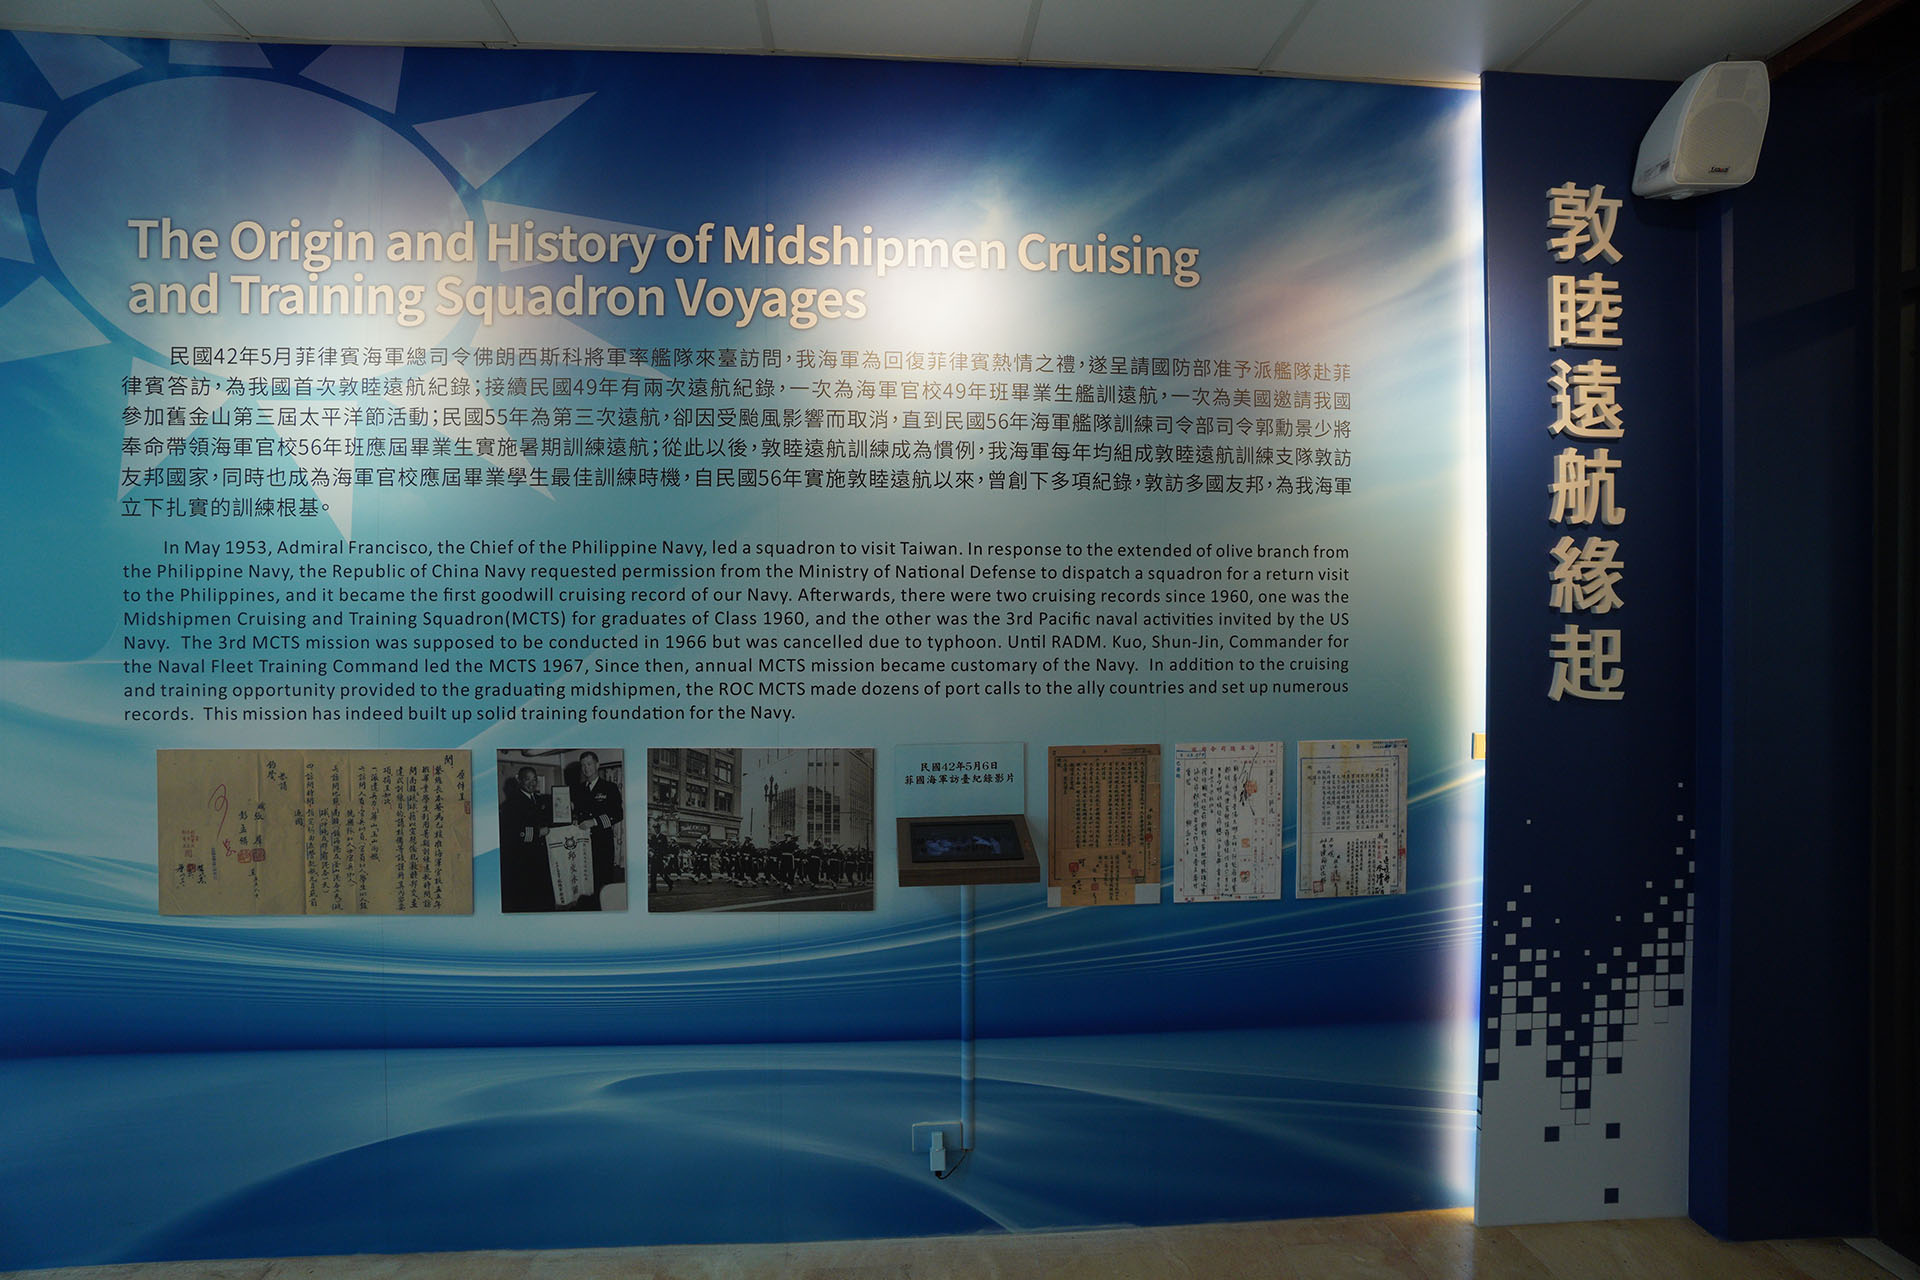 The Origin and History of Midshipmen Cruising
and Training Squadron Voyages
民國42年5月菲律賓海軍總司令佛朗西斯科將軍率艦隊來臺訪問，我海軍為回復菲律賓熱情之禮，遂呈請國防部准予派艦隊赴菲
律賓答訪，為我國首次敦睦遠航紀錄；接續民國49年有兩次遠航紀錄，一次為海軍官校49年班畢業生艦訓遠航，一次為美國邀請我國
參加舊金山第三屆太平洋節活動；民國55年為第三次遠航，卻因受颱風影響而取消，直到民國56年海軍艦隊訓練司令部司令郭勳景少將
奉命帶領海軍官校56年班應屆畢業生實施暑期訓練遠航；從此以後，敦睦遠航訓練成為慣例，我海軍每年均組成敦睦遠航訓練支隊敦訪
友邦國家，同時也成為海軍官校應屆畢業學生最佳訓練時機，自民國56年實施敦睦遠航以來，曾創下多項紀錄，敦訪多國友邦，為我海軍
立下扎實的訓練根基。
In May 1953, Admiral Francisco, the Chief of the Philippine Navy, led a squadron to visit Taiwan. In response to the extended of olive branch from
the Philippine Navy, the Republic of China Navy requested permission from the Ministry of National Defense to dispatch a squadron for a return visit
to the Philippines, and it became the first goodwill cruising record of our Navy. Afterwards, there were two cruising records since 1960, one was the
Midshipmen Cruising and Training Squadron(MCTS) for graduates of Class 1960, and the other was the 3rd Pacific naval activities invited by the US
Navy. The 3rd MCTS mission was supposed to be conducted in 1966 but was cancelled due to typhoon. Until RADM. Kuo, Shun-Jin, Commander for
the Naval Fleet Training Command led the MCTS 1967, Since then, annual MCTS mission became customary of the Navy. In addition to the cruising
and training opportunity provided to the graduating midshipmen, the ROC MCTS made dozens of port calls to the ally countries and set up numerous
records. This mission has indeed built up solid training foundation for the Navy.
民國42年5月6日
菲國海軍訪臺紀錄影片
敦睦遠航緣起